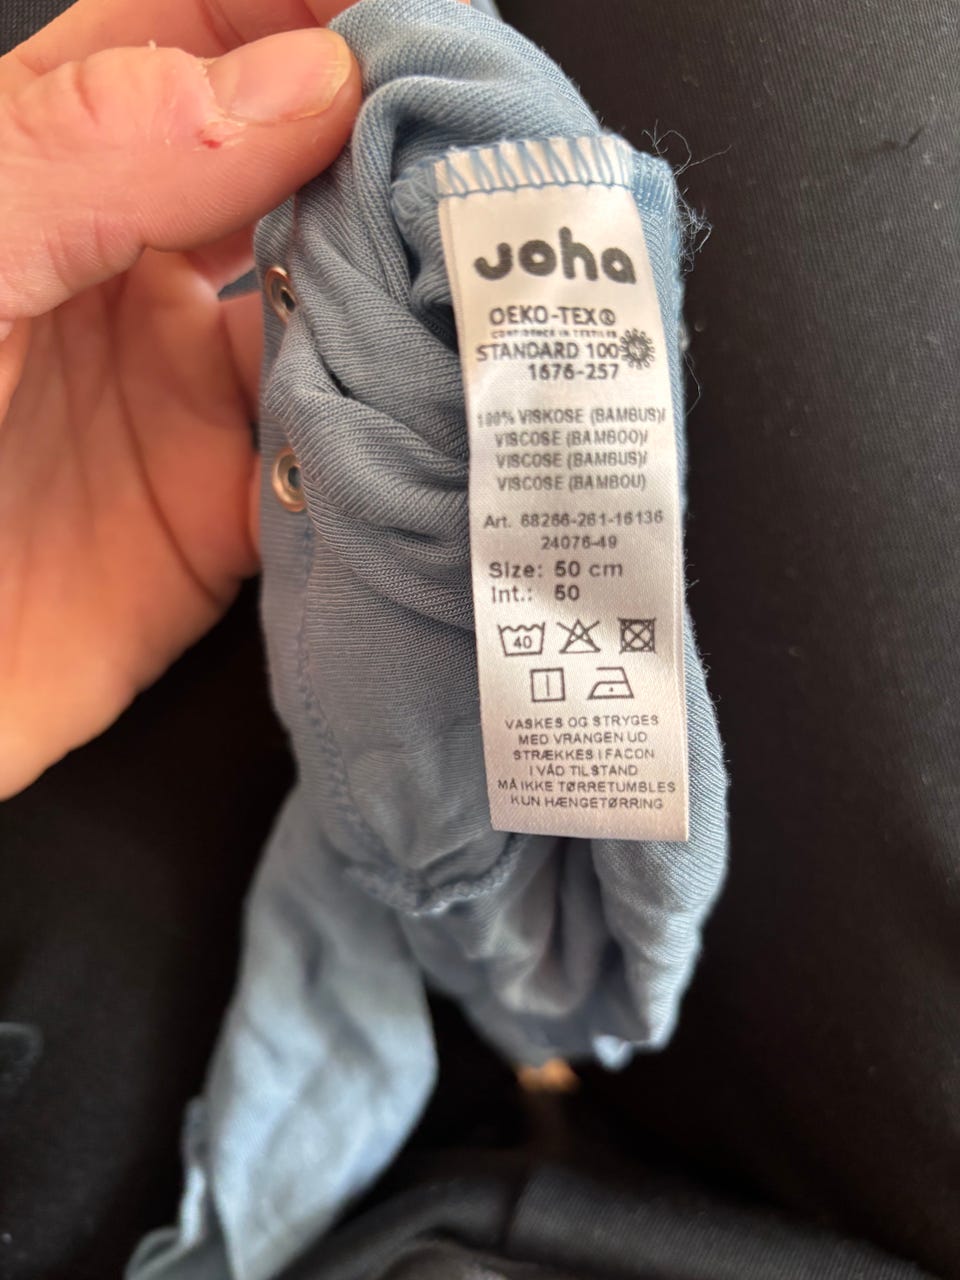 Joha
OEKO-TEX®
CONFIDENCE IN TEXTILES
STANDARD 100
1676-257
100% VISKOSE (BAMBUS)/
VISCOSE (BAMBOO)/
VISCOSE (BAMBUS)/
VISCOSE (BAMBOU)
Art. 68266-261-16136
24076-49
Size: 50 cm
Int.: 50
40
VASKES OG STRYGES
MED VRANGEN UD
STRÆKKES I FACON
I VÅD TILSTAND
MÅ IKKE TØRRETUMBLES
KUN HÆNGETØRRING